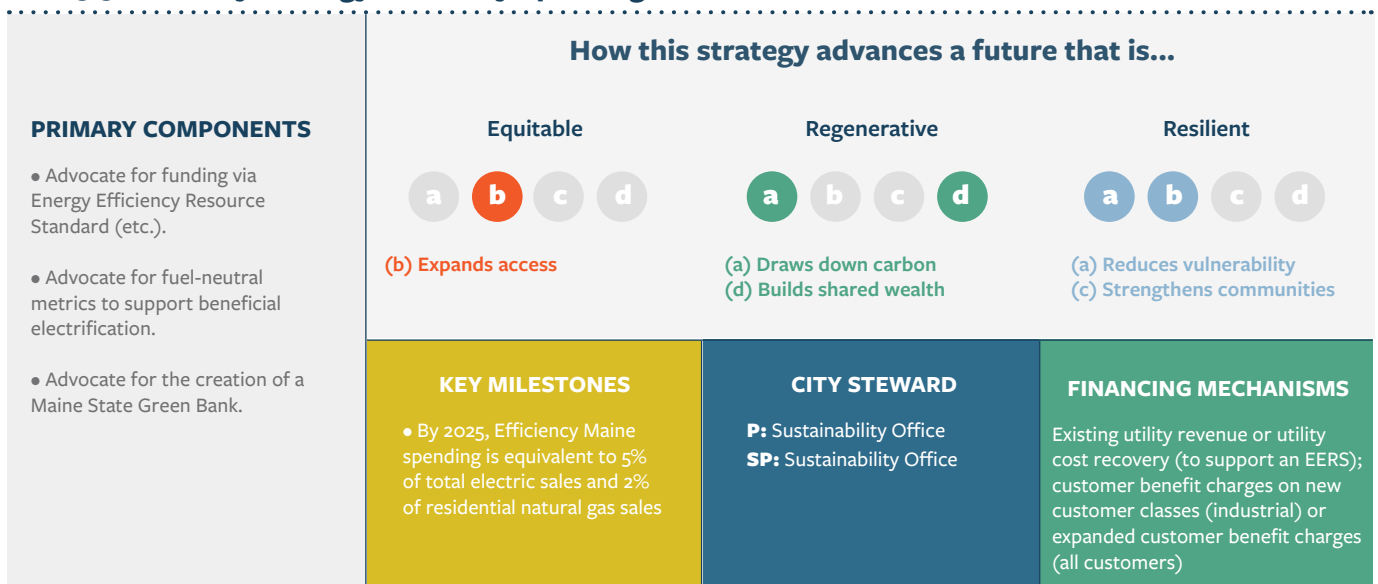 How this strategy advances a future that is...
PRIMARY COMPONENTS
• Advocate for funding via
Energy Efficiency Resource
Standard (etc.).
• Advocate for fuel-neutral
metrics to support beneficial
electrification.
• Advocate for the creation of a
Maine State Green Bank.
Equitable
a b c d
(b) Expands access
Regenerative
a b c d
(a) Draws down carbon
(d) Builds shared wealth
Resilient
a b c d
(a) Reduces vulnerability
(c) Strengthens communities
KEY MILESTONES
• By 2025, Efficiency Maine
spending is equivalent to 5%
of total electric sales and 2%
of residential natural gas sales
CITY STEWARD
P: Sustainability Office
SP: Sustainability Office
FINANCING MECHANISMS
Existing utility revenue or utility
cost recovery (to support an EERS);
customer benefit charges on new
customer classes (industrial) or
expanded customer benefit charges
(all customers)